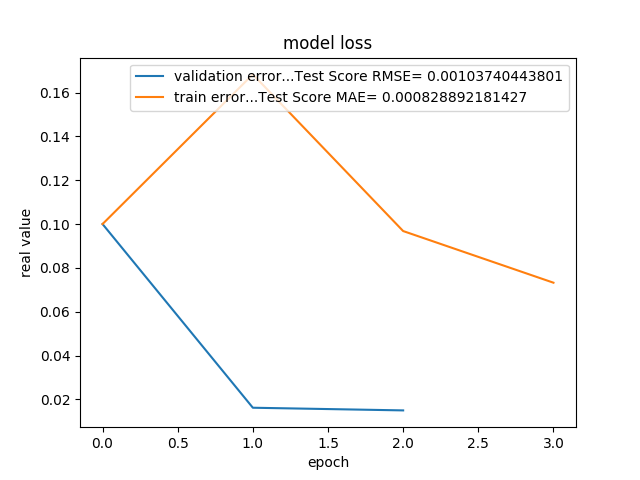 model loss
validation error...Test Score RMSE= 0.00103740443801
train error...Test Score MAE= 0.000828892181427
real value
0.16
0.14
0.12
0.10
0.08
0.06
0.04
0.02
0.0 0.5 1.0 1.5 2.0 2.5 3.0
epoch